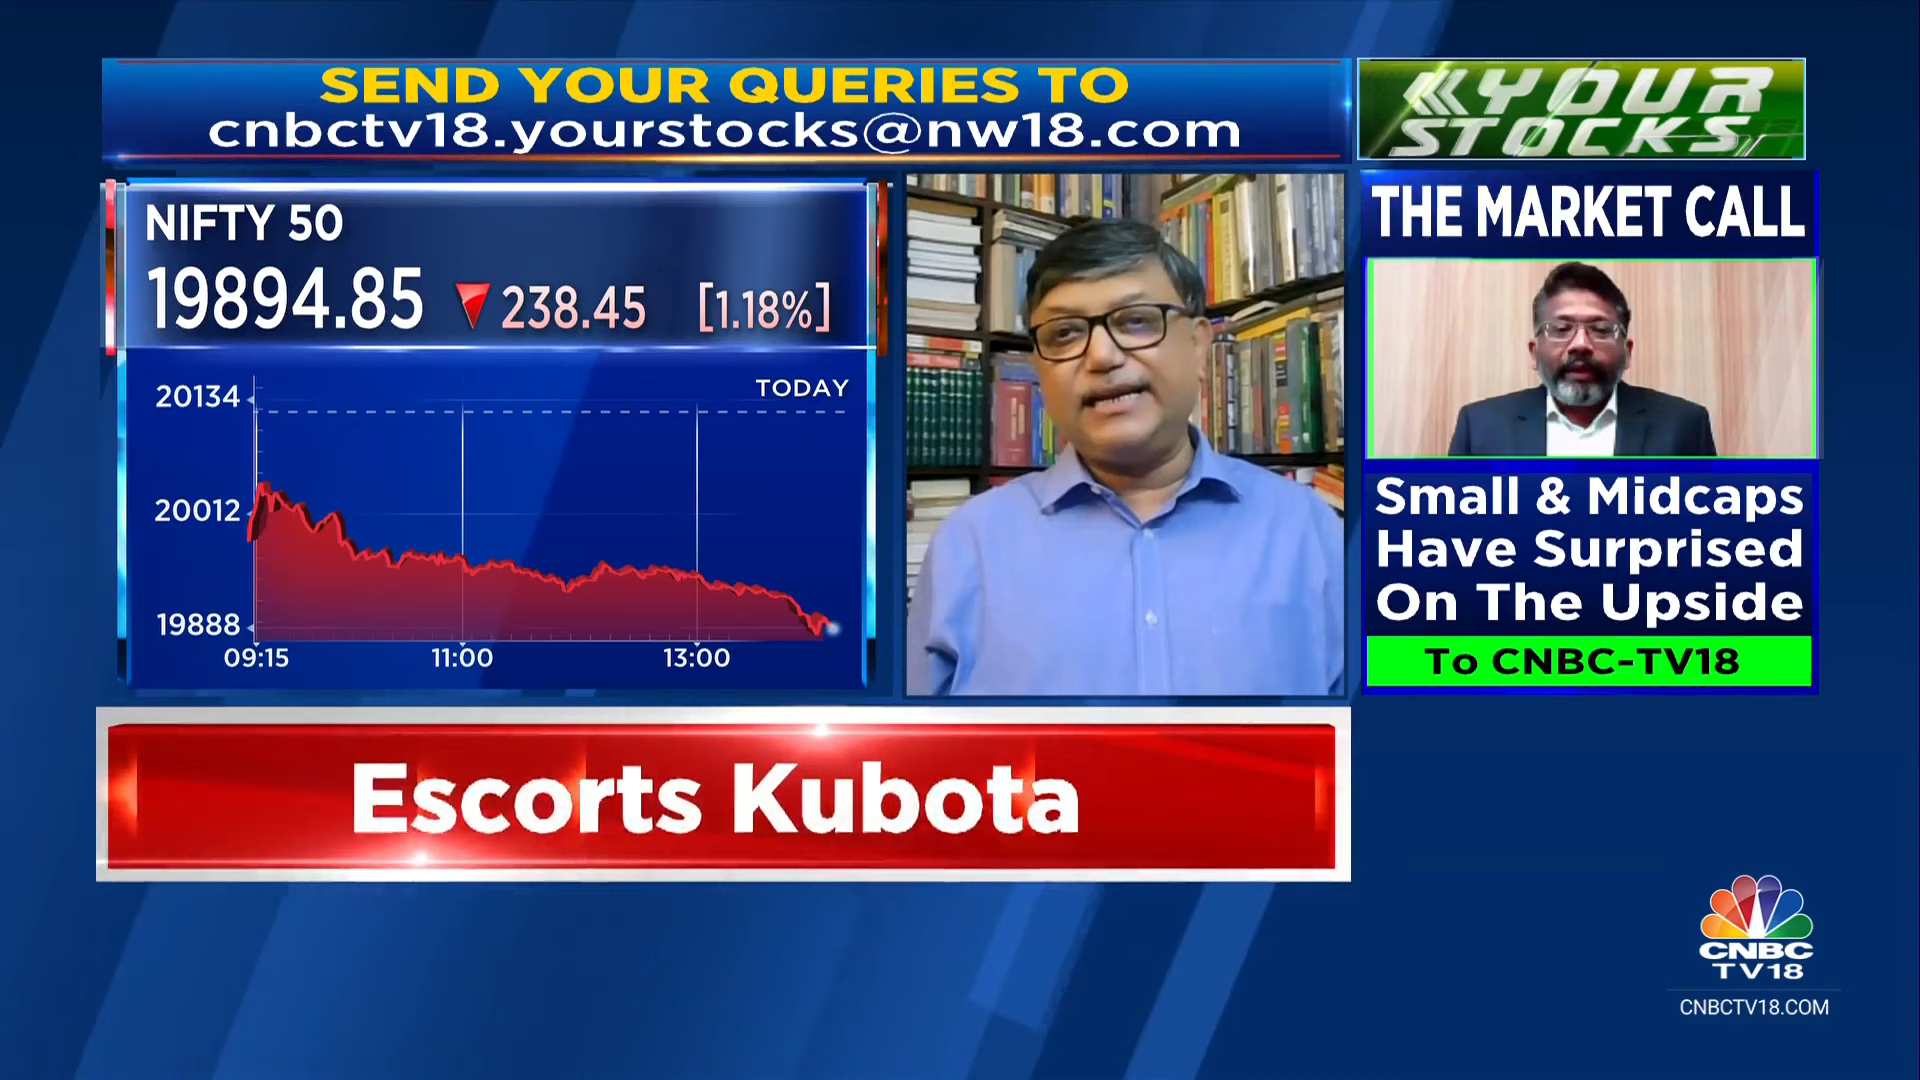 SEND YOUR QUERIES TO
cnbctv18.yourstocks@nw18.com
YOUR
STOCKS
NIFTY 50
19894.85 ▼ 238.45 [1.18%]
TODAY
20134
20012
19888
09:15 11:00 13:00
THE MARKET CALL
Small & Midcaps
Have Surprised
On The Upside
To CNBC-TV18
Escorts Kubota
CNBC
TV18
CNBCTV18.COM